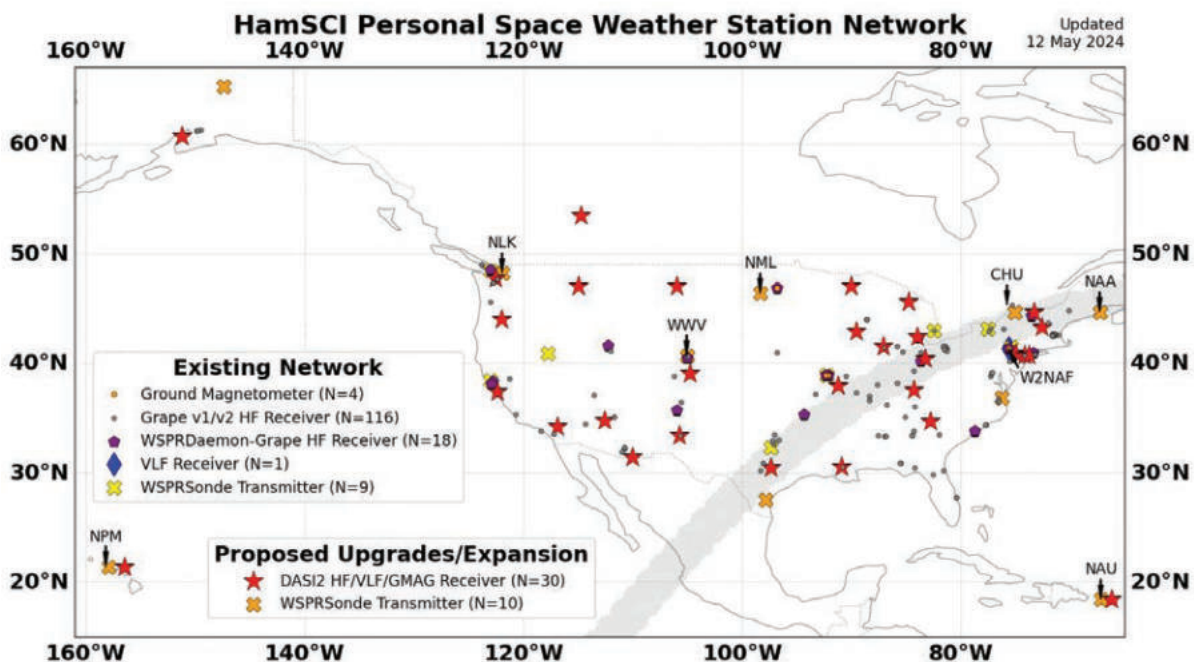 HamSCI Personal Space Weather Station Network
Updated
12 May 2024
160°W 140°W 120°W 100°W 80°W
60°N 60°N
50°N 50°N
NLK
NML
CHU
NAA
WWV
40°N 40°N
W2NAF
Existing Network
Ground Magnetometer (N=4)
Grape v1/v2 HF Receiver (N=116)
WSPRDaemon-Grape HF Receiver (N=18)
VLF Receiver (N=1)
WSPRSonde Transmitter (N=9)
30°N 30°N
NPM
Proposed Upgrades/Expansion
DASI2 HF/VLF/GMAG Receiver (N=30)
WSPRSonde Transmitter (N=10)
NAU
20°N 20°N
160°W 140°W 120°W 100°W 80°W